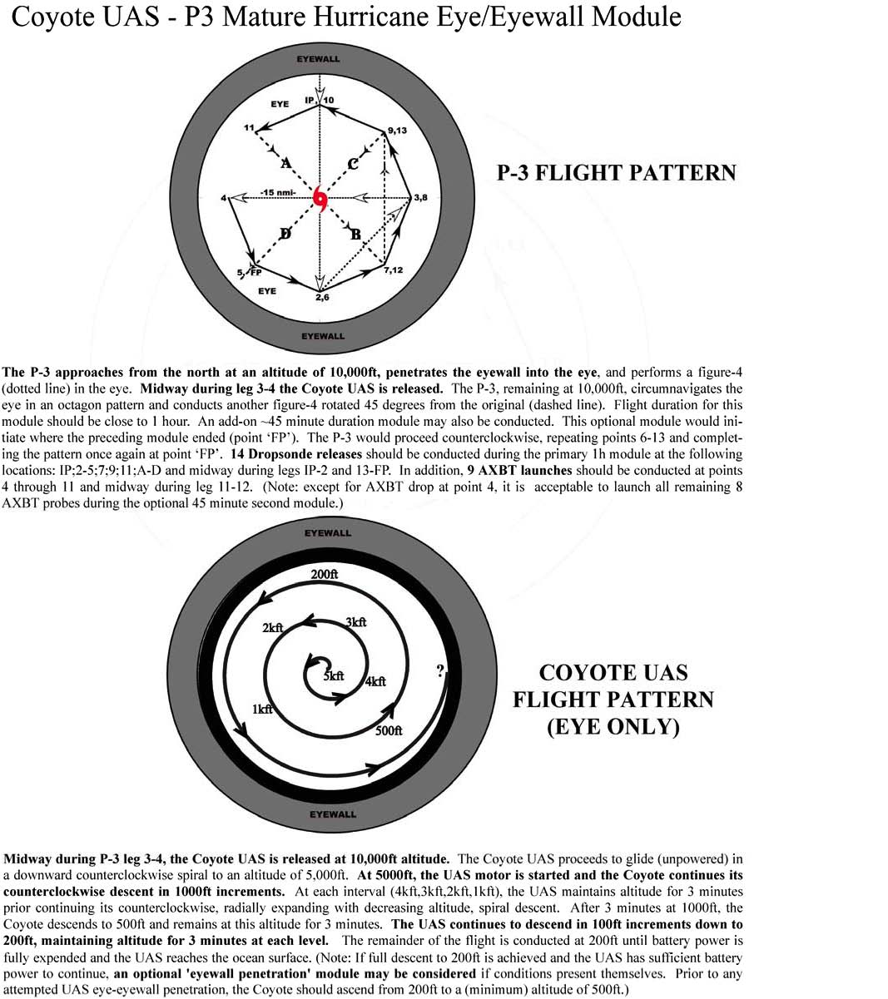 Coyote UAS - P3 Mature Hurricane Eye/Eyewall Module
EYEWALL
EYE
IP, 10
11
9,13
A
C
-15 nmi-
4
3,8
D
B
5, FP
7,12
EYE
2,6
EYEWALL
P-3 FLIGHT PATTERN
The P-3 approaches from the north at an altitude of 10,000ft, penetrates the eyewall into the eye, and performs a figure-4
(dotted line) in the eye. Midway during leg 3-4 the Coyote UAS is released. The P-3, remaining at 10,000ft, circumnavigates the
eye in an octagon pattern and conducts another figure-4 rotated 45 degrees from the original (dashed line). Flight duration for this
module should be close to 1 hour. An add-on ~45 minute duration module may also be conducted. This optional module would ini-
tiate where the preceding module ended (point ‘FP’). The P-3 would proceed counterclockwise, repeating points 6-13 and complet-
ing the pattern once again at point ‘FP’. 14 Dropsonde releases should be conducted during the primary 1h module at the following
locations: IP;2-5;7;9;11;A-D and midway during legs IP-2 and 13-FP. In addition, 9 AXBT launches should be conducted at points
4 through 11 and midway during leg 11-12. (Note: except for AXBT drop at point 4, it is acceptable to launch all remaining 8
AXBT probes during the optional 45 minute second module.)
EYEWALL
200ft
2kft
3kft
5kft
4kft
?
1kft
500ft
EYEWALL
COYOTE UAS
FLIGHT PATTERN
(EYE ONLY)
Midway during P-3 leg 3-4, the Coyote UAS is released at 10,000ft altitude. The Coyote UAS proceeds to glide (unpowered) in
a downward counterclockwise spiral to an altitude of 5,000ft. At 5000ft, the UAS motor is started and the Coyote continues its
counterclockwise descent in 1000ft increments. At each interval (4kft,3kft,2kft,1kft), the UAS maintains altitude for 3 minutes
prior continuing its counterclockwise, radially expanding with decreasing altitude, spiral descent. After 3 minutes at 1000ft, the
Coyote descends to 500ft and remains at this altitude for 3 minutes. The UAS continues to descend in 100ft increments down to
200ft, maintaining altitude for 3 minutes at each level. The remainder of the flight is conducted at 200ft until battery power is
fully expended and the UAS reaches the ocean surface. (Note: If full descent to 200ft is achieved and the UAS has sufficient battery
power to continue, an optional 'eyewall penetration' module may be considered if conditions present themselves. Prior to any
attempted UAS eye-eyewall penetration, the Coyote should ascend from 200ft to a (minimum) altitude of 500ft.)